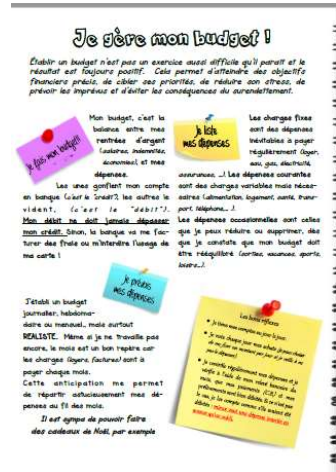 Je gère mon budget !
Établir un budget n'est pas un exercice aussi difficile qu'il parait et le
résultat est toujours positif. Cela permet d'atteindre des objectifs
financiers précis, de cibler ses priorités, de réduire son stress, de
prévoir les imprévus et d'éviter les conséquences du surendettement.
Je fais mon budget
Mon budget, c'est la
balance entre mes
rentrées d'argent
(salaires, indemnités,
économies), et mes
dépenses.
Les unes gonflent mon compte
en banque (c'est le "crédit"), les autres le
vident, (c'est le "débit").
Mon débit ne doit jamais dépasser
mon crédit. Sinon, la banque va me fac-
turer des frais ou m'interdire l'usage de
ma carte !
Je liste
mes dépenses
Les charges fixes
sont des dépenses
inévitables à payer
régulièrement (loyer,
eau, gaz, électricité,
assurances, …). Les dépenses courantes
sont des charges variables mais néces-
saires (alimentation, logement, santé, trans-
port, téléphone… ).
Les dépenses occasionnelles sont celles
que je peux réduire ou supprimer, dès
que je constate que mon budget doit
être rééquilibré (sorties, vacances, sports,
loisirs…).
Je prévois
mes dépenses
J'établi un budget
journalier, hebdoma-
daire ou mensuel… mais surtout
REALISTE. Même si je ne travaille pas
encore, le mois est un bon repère car
les charges (loyers, factures) sont à
payer chaque mois.
Cette anticipation me permet
de répartir astucieusement mes dé-
penses au fil des mois.
Il est sympa de pouvoir faire
des cadeaux de Noël, par exemple
Les bons réflexes
Je tiens mes comptes au jour le jour.